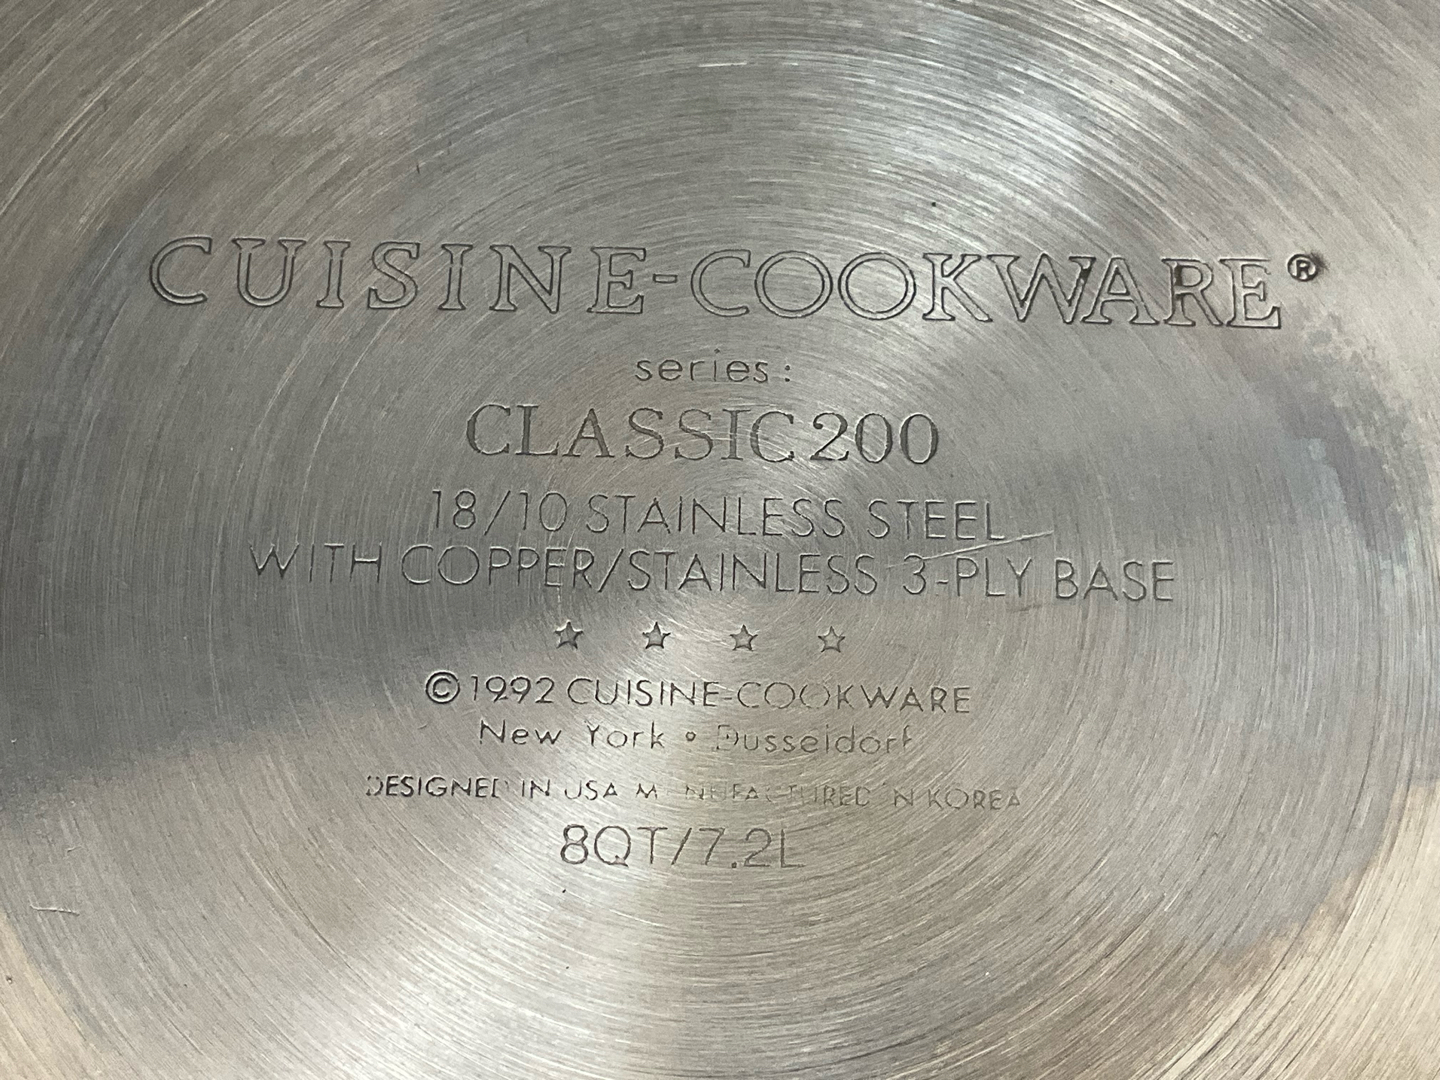 CUISINE-COOKWARE®
series:
CLASSIC 200
18/10 STAINLESS STEEL
WITH COPPER/STAINLESS 3-PLY BASE
☆ ☆ ☆ ☆
© 1992 CUISINE-COOKWARE
New York • Dusseldorf
DESIGNED IN USA MANUFACTURED IN KOREA
8QT/7.2L